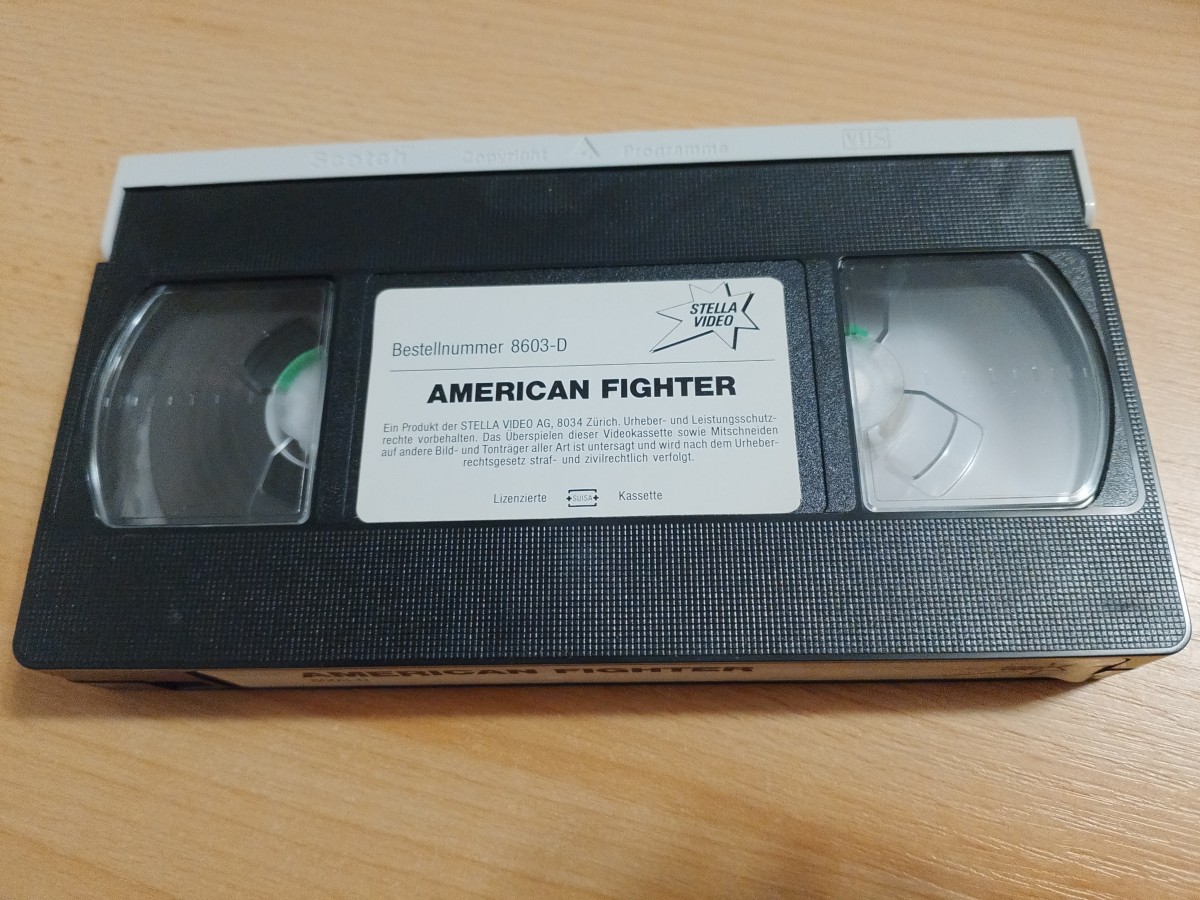 Scotch Copyright Programme VHS
STELLA
VIDEO
Bestellnummer 8603-D
AMERICAN FIGHTER
Ein Produkt der STELLA VIDEO AG, 8034 Zürich. Urheber- und Leistungsschutz-
rechte vorbehalten. Das Überspielen dieser Videokassette sowie Mitschneiden
auf andere Bild- und Tonträger aller Art ist untersagt und wird nach dem Urheber-
rechtsgesetz straf- und zivilrechtlich verfolgt.
Lizenzierte SUISA Kassette
AMERICAN FIGHTER